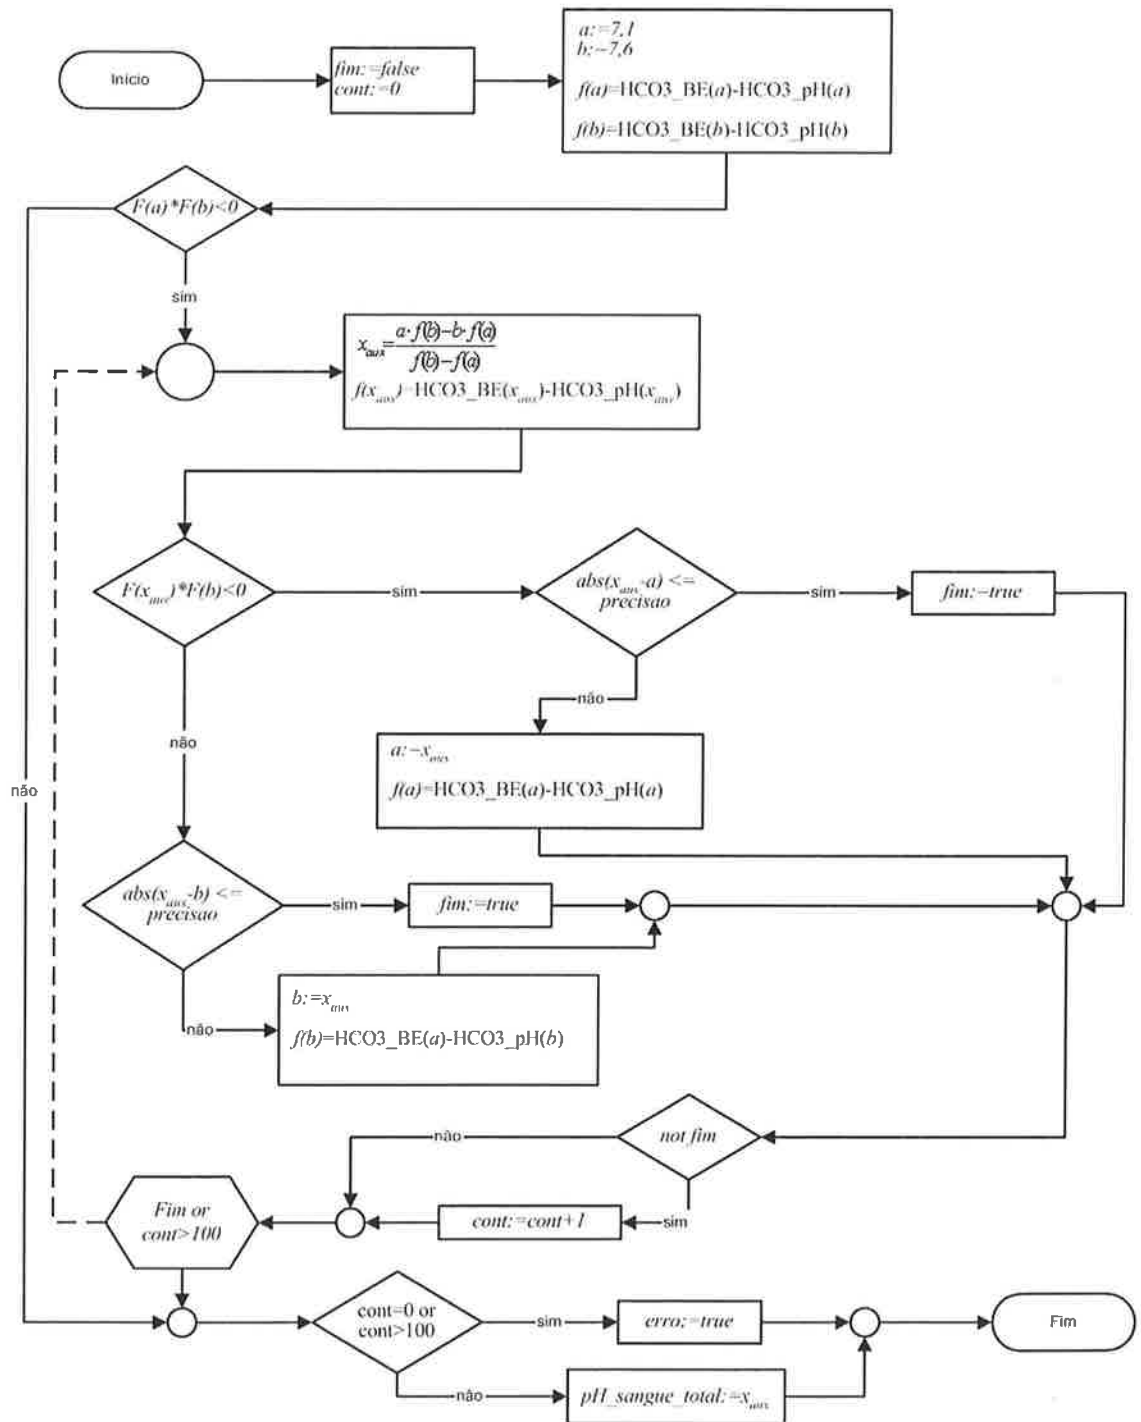 Início
fim:=false
cont:=0
a:=7,1
b:=7,6
f(a)=HCO3_BE(a)-HCO3_pH(a)
f(b)=HCO3_BE(b)-HCO3_pH(b)
F(a)*F(b)<0
não
sim
x_aux=(a·f(b)-b·f(a))/(f(b)-f(a))
f(x_aux)=HCO3_BE(x_aux)-HCO3_pH(x_aux)
F(x_aux)*F(b)<0
sim
abs(x_aux-a) <=
precisao
sim
fim:=true
não
não
a:=x_aux
f(a)=HCO3_BE(a)-HCO3_pH(a)
abs(x_aux-b) <=
precisao
sim
fim:=true
não
b:=x_aux
f(b)=HCO3_BE(a)-HCO3_pH(b)
not fim
não
sim
cont:=cont+1
Fim or
cont>100
cont=0 or
cont>100
sim
erro:=true
Fim
não
pH_sangue_total:=x_aux